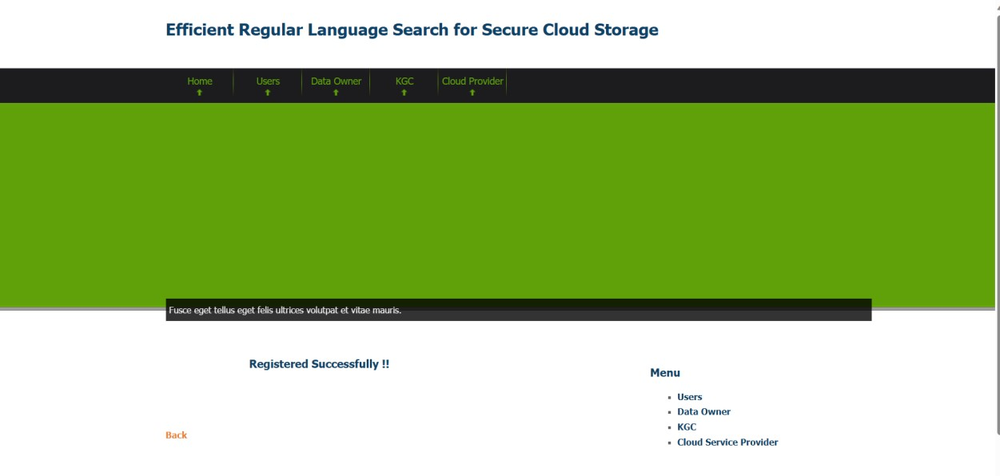 Efficient Regular Language Search for Secure Cloud Storage
Home Users Data Owner KGC Cloud Provider
Fusce eget tellus eget felis ultrices volutpat et vitae mauris.
Registered Successfully !!
Back
Menu
Users
Data Owner
KGC
Cloud Service Provider